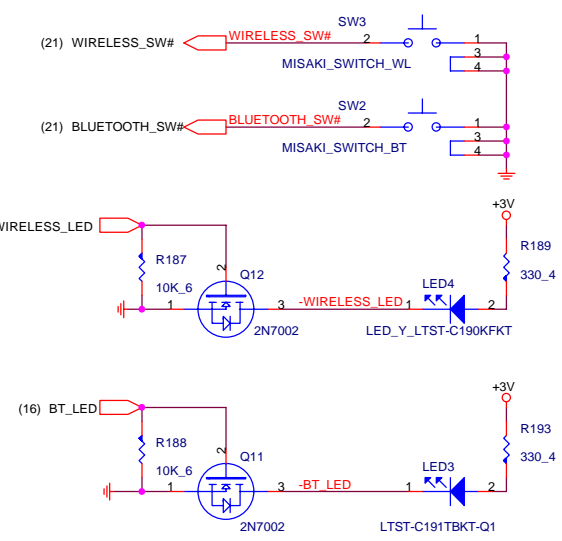 SW3
(21) WIRELESS_SW# WIRELESS_SW# 2 1
3
4
MISAKI_SWITCH_WL
SW2
(21) BLUETOOTH_SW# BLUETOOTH_SW# 2 1
3
4
MISAKI_SWITCH_BT
+3V
WIRELESS_LED
R187
10K_6
2
Q12
1 3 -WIRELESS_LED 1 2
2N7002
LED4
LED_Y_LTST-C190KFKT
R189
330_4
+3V
(16) BT_LED
R188
10K_6
2
Q11
1 3 -BT_LED 1 2
2N7002
LED3
LTST-C191TBKT-Q1
R193
330_4